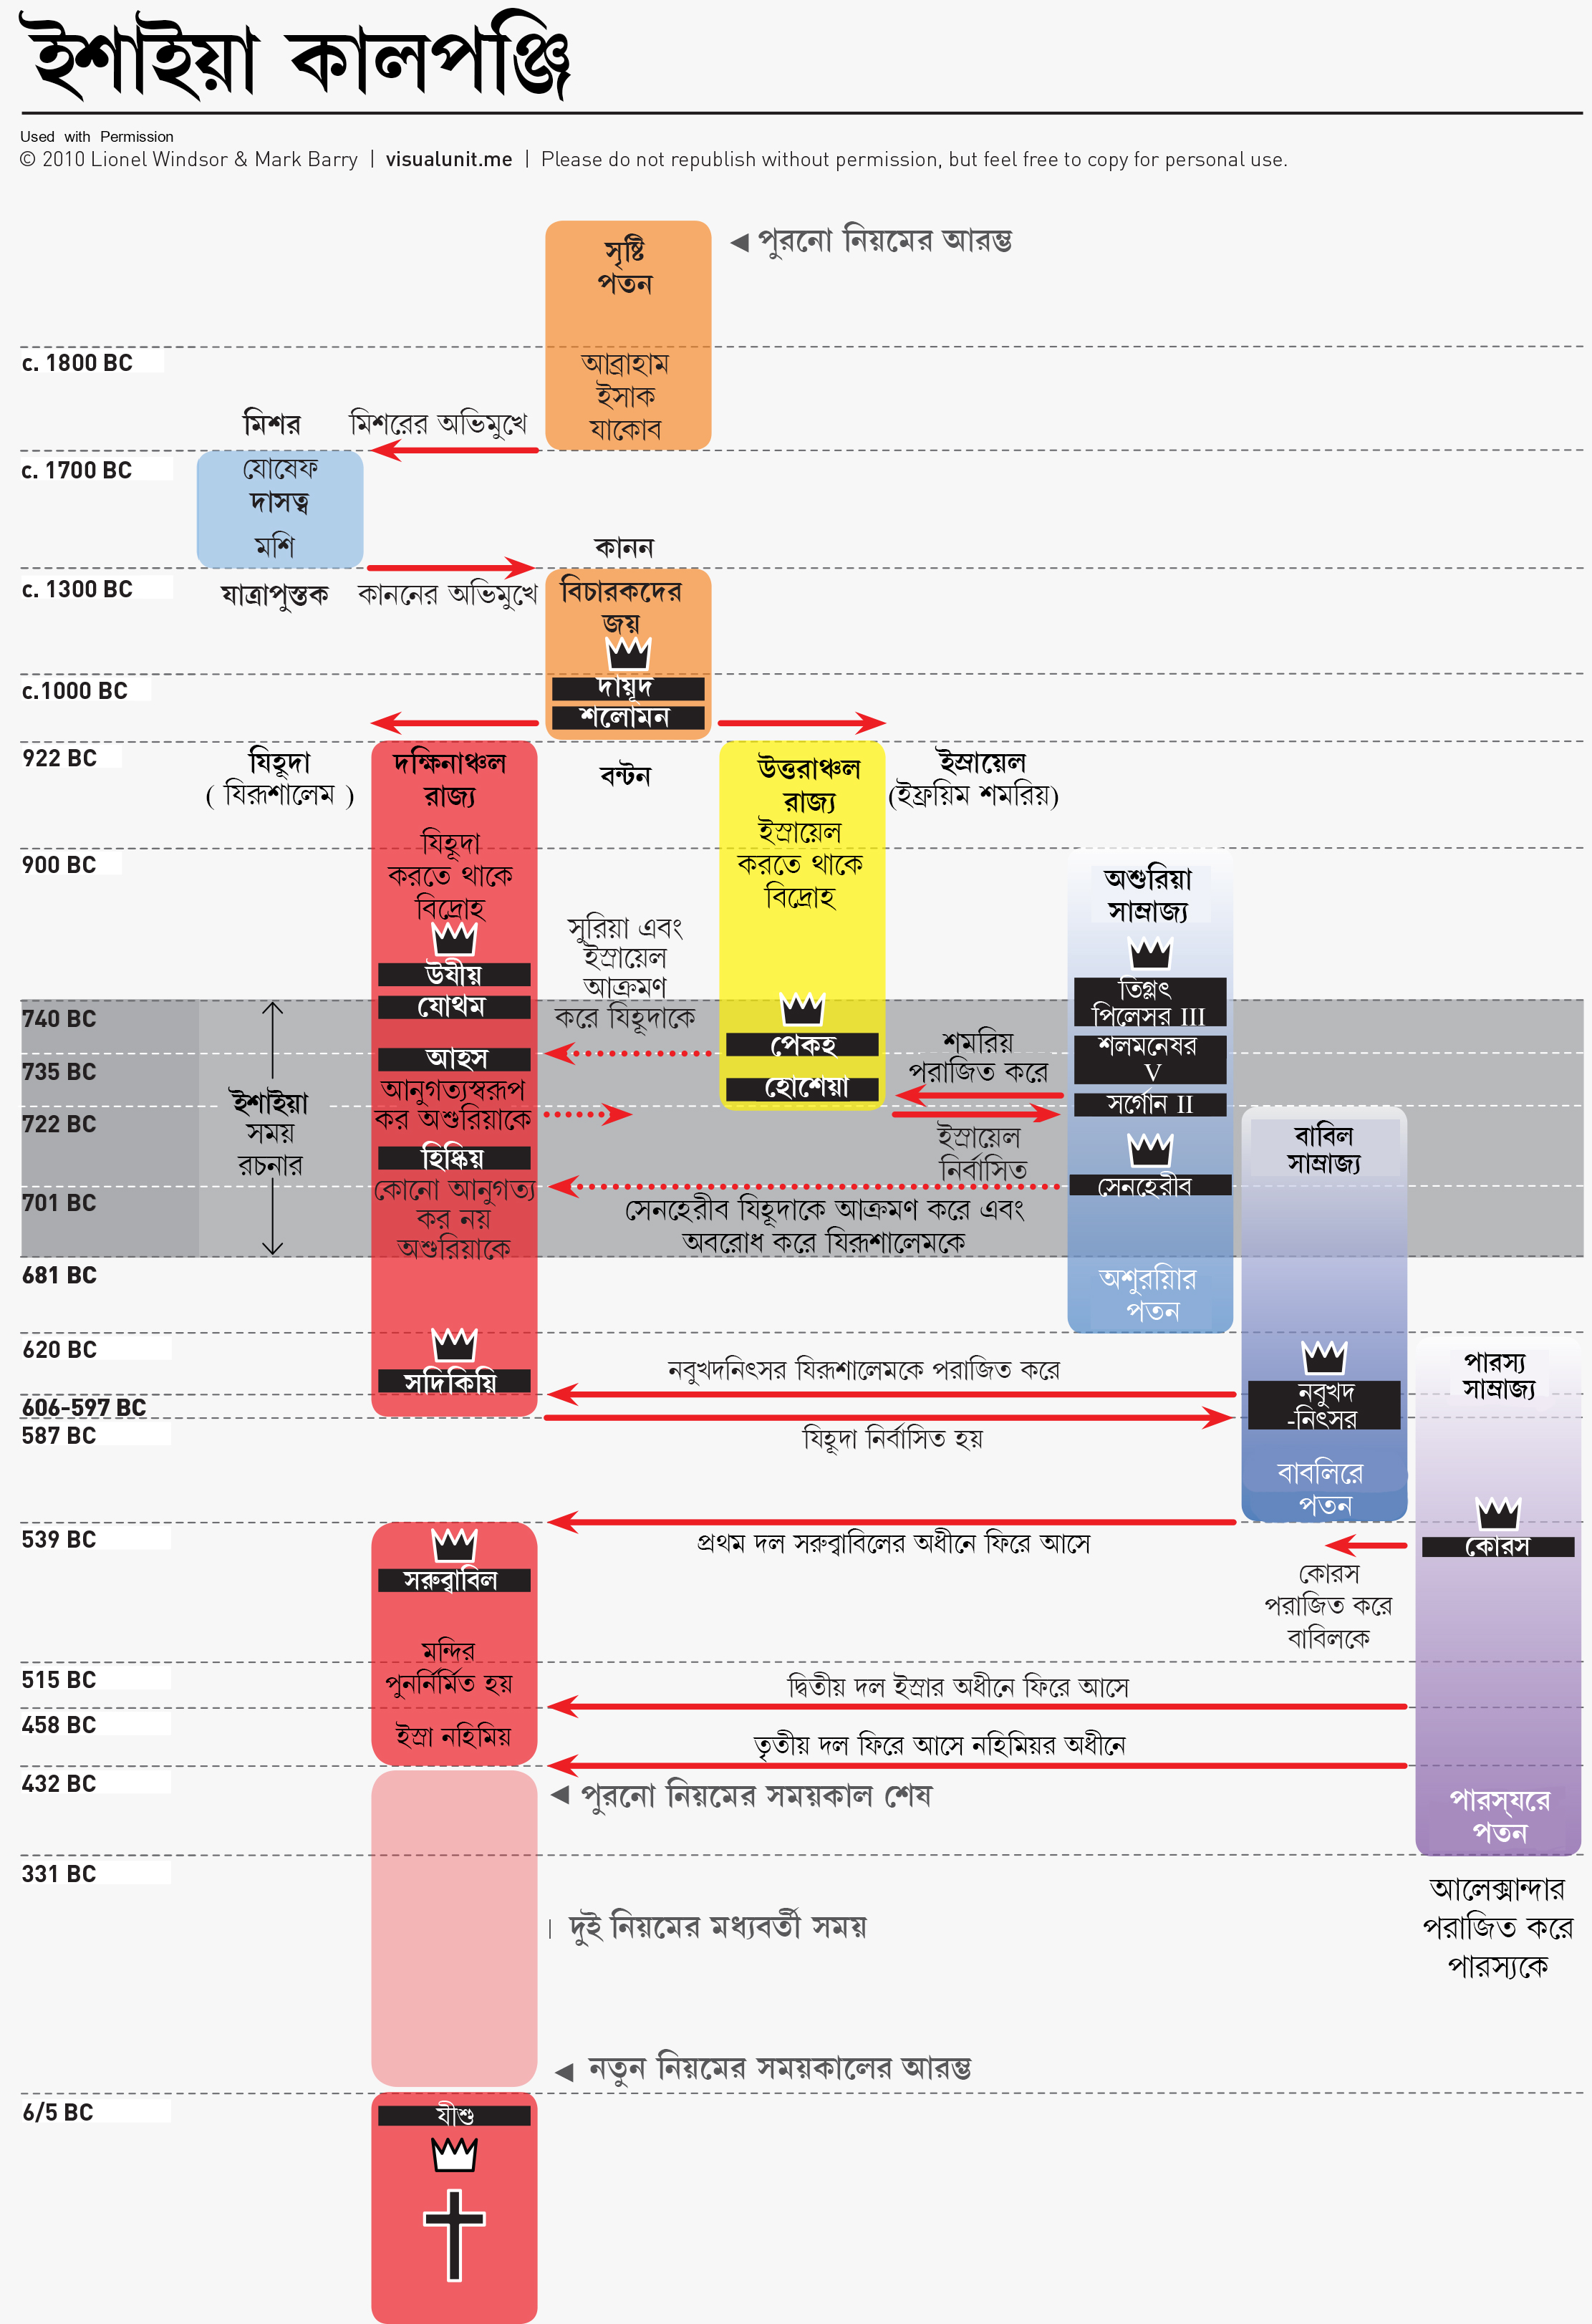 ইশাইয়া কালপঞ্জি
Used with Permission
© 2010 Lionel Windsor & Mark Barry | visualunit.me | Please do not republish without permission, but feel free to copy for personal use.
সৃষ্টি
পতন
◀ পুরনো নিয়মের আরম্ভ
c. 1800 BC
আব্রাহাম
ইসাক
যাকোব
মিশর
মিশরের অভিমুখে
c. 1700 BC
যোষেফ
দাসত্ব
মশি
কানন
c. 1300 BC
যাত্রাপুস্তক
কাননের অভিমুখে
বিচারকদের
জয়
c.1000 BC
দায়ূদ
শলোমন
922 BC
যিহূদা
( যিরূশালেম )
দক্ষিনাঞ্চল
রাজ্য
বন্টন
উত্তরাঞ্চল
রাজ্য
ইস্রায়েল
(ইফ্রয়িম শমরিয়)
যিহূদা
করতে থাকে
বিদ্রোহ
ইস্রায়েল
করতে থাকে
বিদ্রোহ
900 BC
অশুরিয়া
সাম্রাজ্য
সুরিয়া এবং
ইস্রায়েল
আক্রমণ
করে যিহূদাকে
উষীয়
যোথম
তিগ্লৎ
পিলেসর III
740 BC
পেকহ
শমরিয়
পরাজিত করে
শলমনেষর
V
735 BC
আহস
আনুগত্যস্বরূপ
কর অশুরিয়াকে
হোশেয়া
সর্গোন II
ইশাইয়া
সময়
রচনার
722 BC
ইস্রায়েল
নির্বাসিত
বাবিল
সাম্রাজ্য
হিষ্কিয়
সেনহেরীব
701 BC
কোনো আনুগত্য
কর নয়
অশুরিয়াকে
সেনহেরীব যিহূদাকে আক্রমণ করে এবং
অবরোধ করে যিরূশালেমকে
681 BC
অশুরয়িার
পতন
620 BC
সদিকিয়ি
নবুখদনিৎসর যিরূশালেমকে পরাজিত করে
নবুখদ
-নিৎসর
পারস্য
সাম্রাজ্য
606-597 BC
587 BC
যিহূদা নির্বাসিত হয়
বাবলিরে
পতন
539 BC
সরুব্বাবিল
প্রথম দল সরুব্বাবিলের অধীনে ফিরে আসে
কোরস
কোরস
পরাজিত করে
বাবিলকে
মন্দির
পুনর্নির্মিত হয়
515 BC
দ্বিতীয় দল ইস্রার অধীনে ফিরে আসে
458 BC
ইস্রা নহিমিয়
তৃতীয় দল ফিরে আসে নহিমিয়র অধীনে
432 BC
◀ পুরনো নিয়মের সময়কাল শেষ
পারস্যরে
পতন
331 BC
আলেক্সান্দার
পরাজিত করে
পারস্যকে
| দুই নিয়মের মধ্যবর্তী সময়
◀ নতুন নিয়মের সময়কালের আরম্ভ
6/5 BC
যীশু